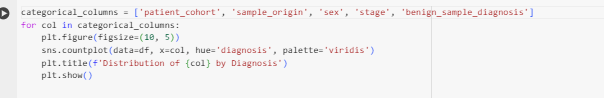 categorical_columns = ['patient_cohort', 'sample_origin', 'sex', 'stage', 'benign_sample_diagnosis']
for col in categorical_columns:
    plt.figure(figsize=(10, 5))
    sns.countplot(data=df, x=col, hue='diagnosis', palette='viridis')
    plt.title(f'Distribution of {col} by Diagnosis')
    plt.show()